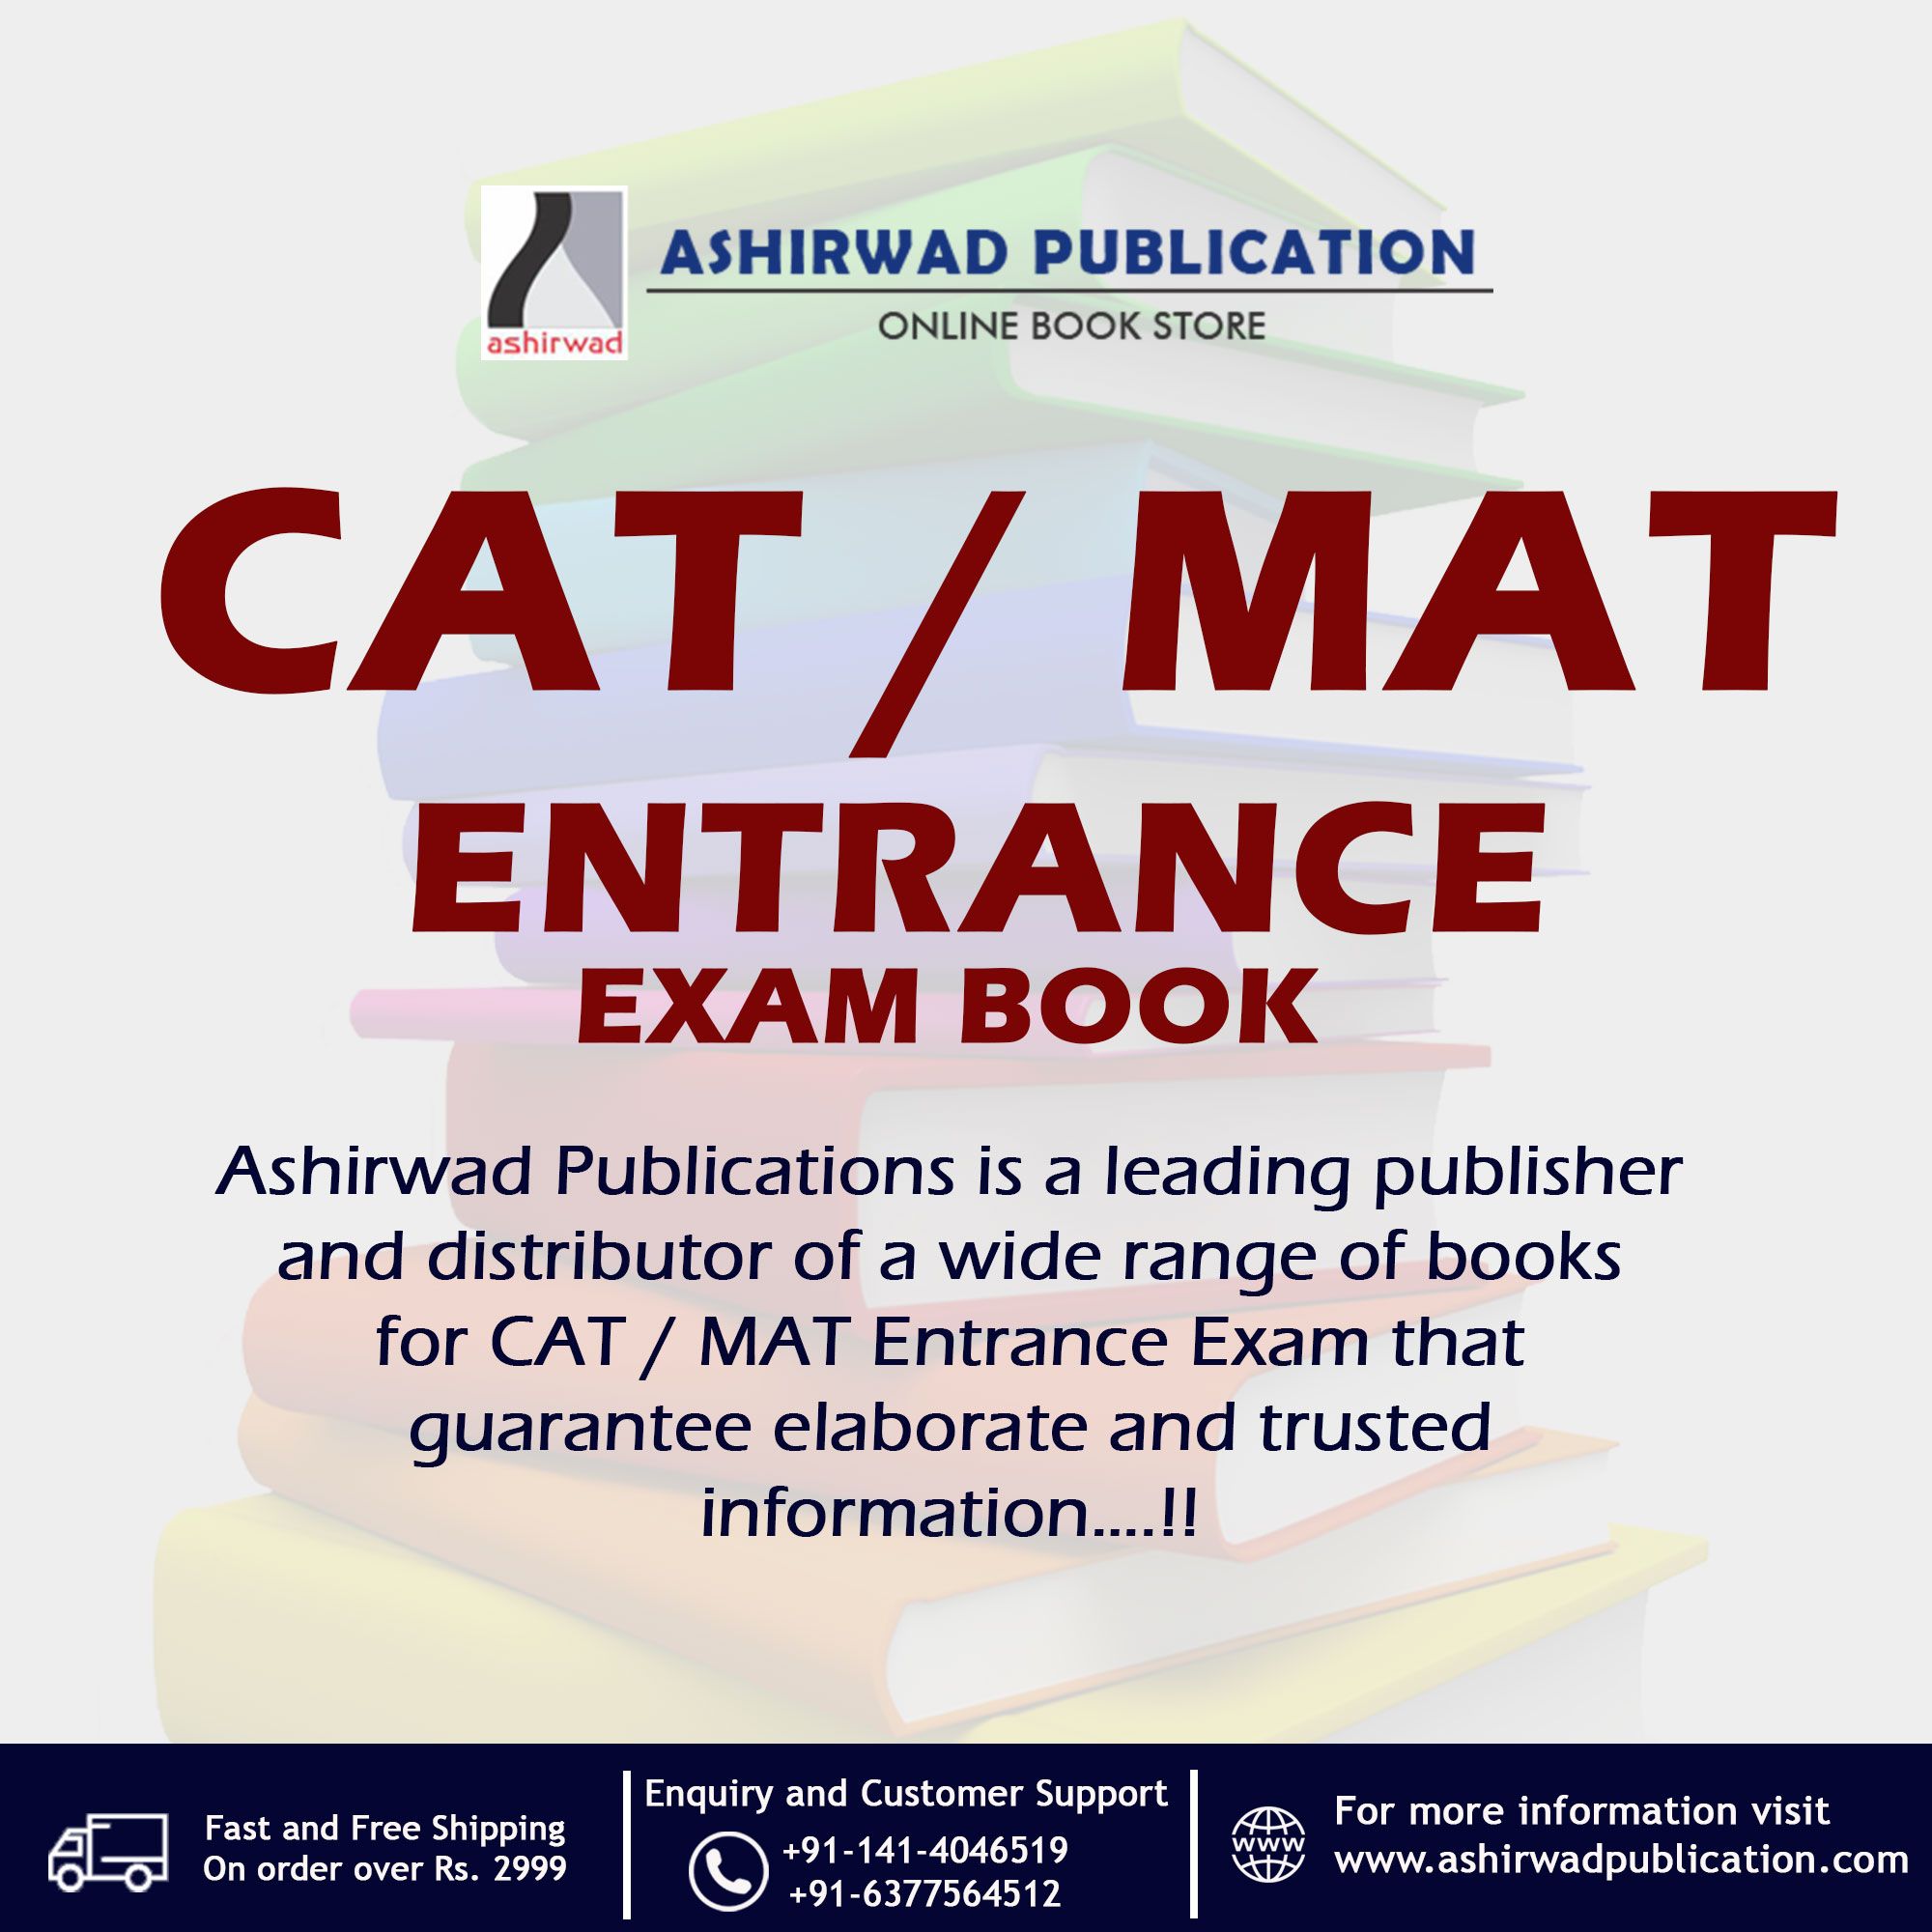 ashirwad
ASHIRWAD PUBLICATION
ONLINE BOOK STORE
CAT / MAT
ENTRANCE
EXAM BOOK
Ashirwad Publications is a leading publisher
and distributor of a wide range of books
for CAT / MAT Entrance Exam that
guarantee elaborate and trusted
information....!!
Fast and Free Shipping
On order over Rs. 2999
Enquiry and Customer Support
+91-141-4046519
+91-6377564512
www
For more information visit
www.ashirwadpublication.com